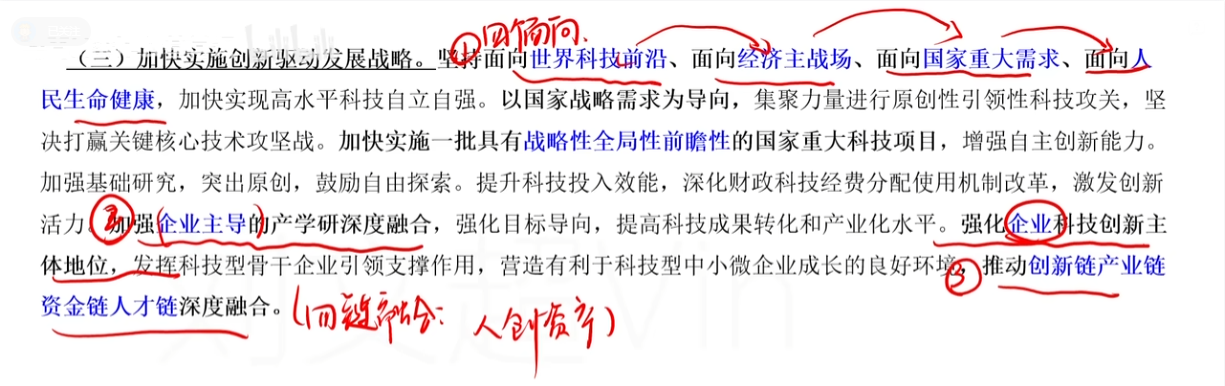 ①四个面向
（三）加快实施创新驱动发展战略。坚持面向世界科技前沿、面向经济主战场、面向国家重大需求、面向人
民生命健康，加快实现高水平科技自立自强。以国家战略需求为导向，集聚力量进行原创性引领性科技攻关，坚
决打赢关键核心技术攻坚战。加快实施一批具有战略性全局性前瞻性的国家重大科技项目，增强自主创新能力。
加强基础研究，突出原创，鼓励自由探索。提升科技投入效能，深化财政科技经费分配使用机制改革，激发创新
活力。②加强企业主导的产学研深度融合，强化目标导向，提高科技成果转化和产业化水平。强化企业科技创新主
体地位，发挥科技型骨干企业引领支撑作用，营造有利于科技型中小微企业成长的良好环境，③推动创新链产业链
资金链人才链深度融合。(四链融合：人创资产)